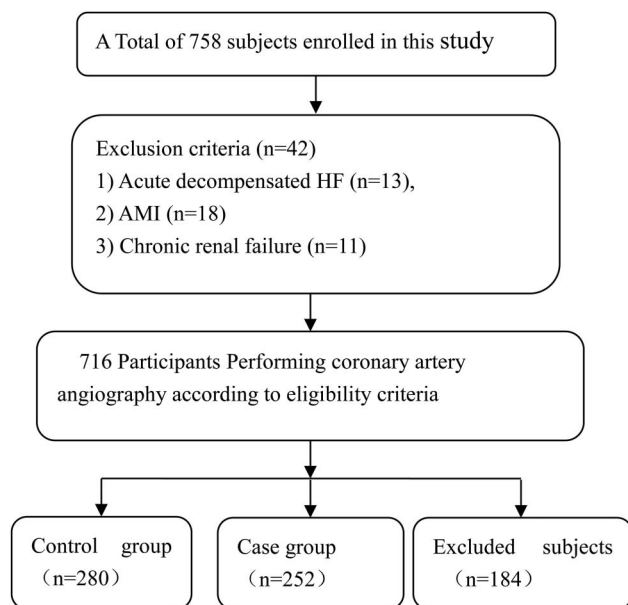 A Total of 758 subjects enrolled in this study
Exclusion criteria (n=42)
1) Acute decompensated HF (n=13),
2) AMI (n=18)
3) Chronic renal failure (n=11)
716 Participants Performing coronary artery
angiography according to eligibility criteria
Control group
（n=280）
Case group
（n=252）
Excluded subjects
（n=184）